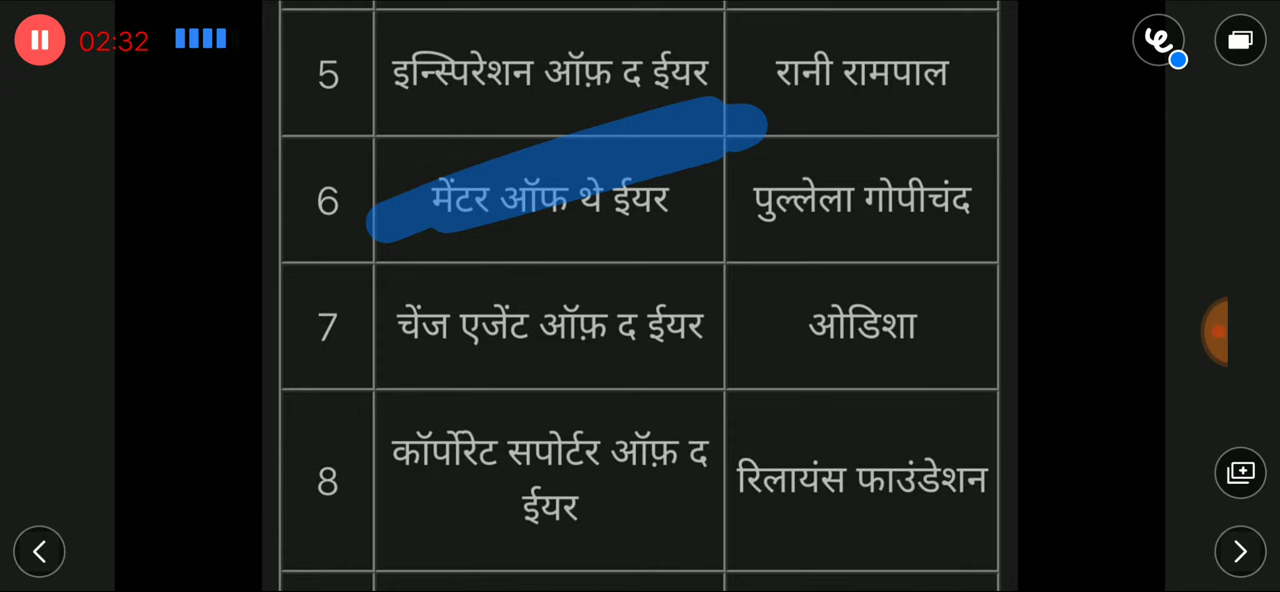 02:32
5 इन्स्पिरेशन ऑफ़ द ईयर रानी रामपाल
6 मेंटर ऑफ थे ईयर पुल्लेला गोपीचंद
7 चेंज एजेंट ऑफ़ द ईयर ओडिशा
8 कॉर्पोरेट सपोर्टर ऑफ़ द ईयर रिलायंस फाउंडेशन